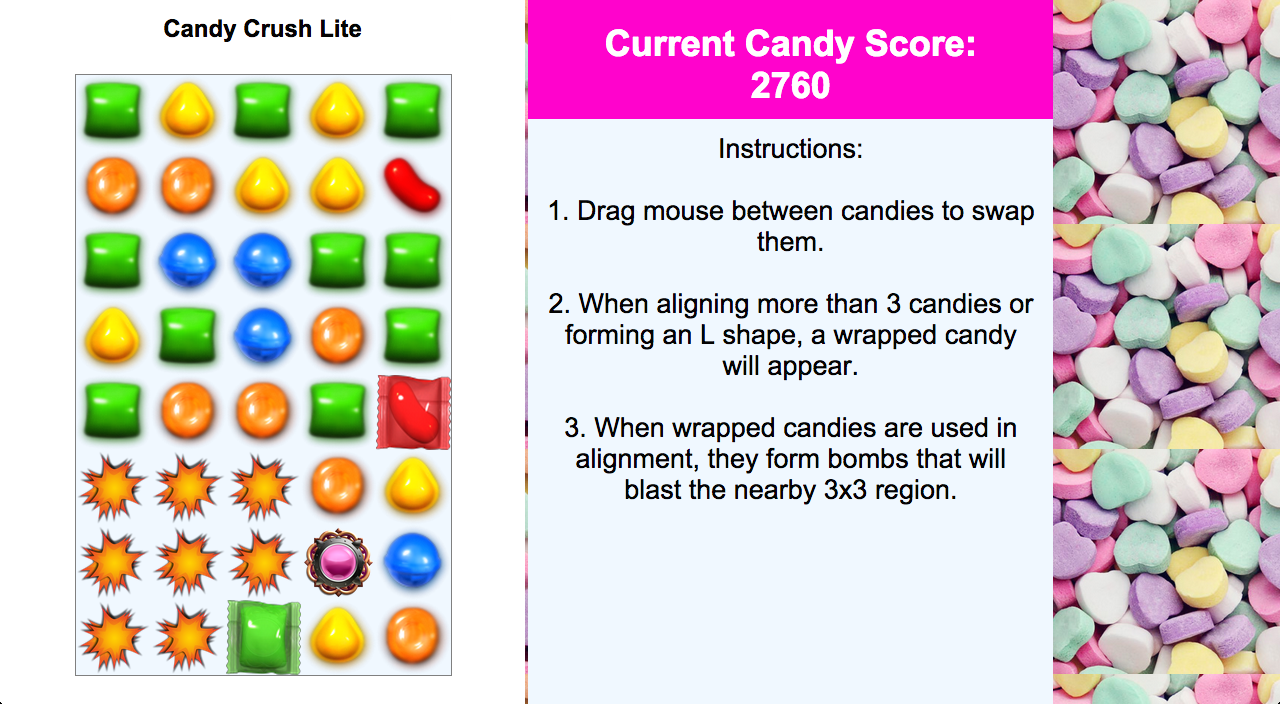 Candy Crush Lite
Current Candy Score:
2760
Instructions:
1. Drag mouse between candies to swap
them.
2. When aligning more than 3 candies or
forming an L shape, a wrapped candy
will appear.
3. When wrapped candies are used in
alignment, they form bombs that will
blast the nearby 3x3 region.